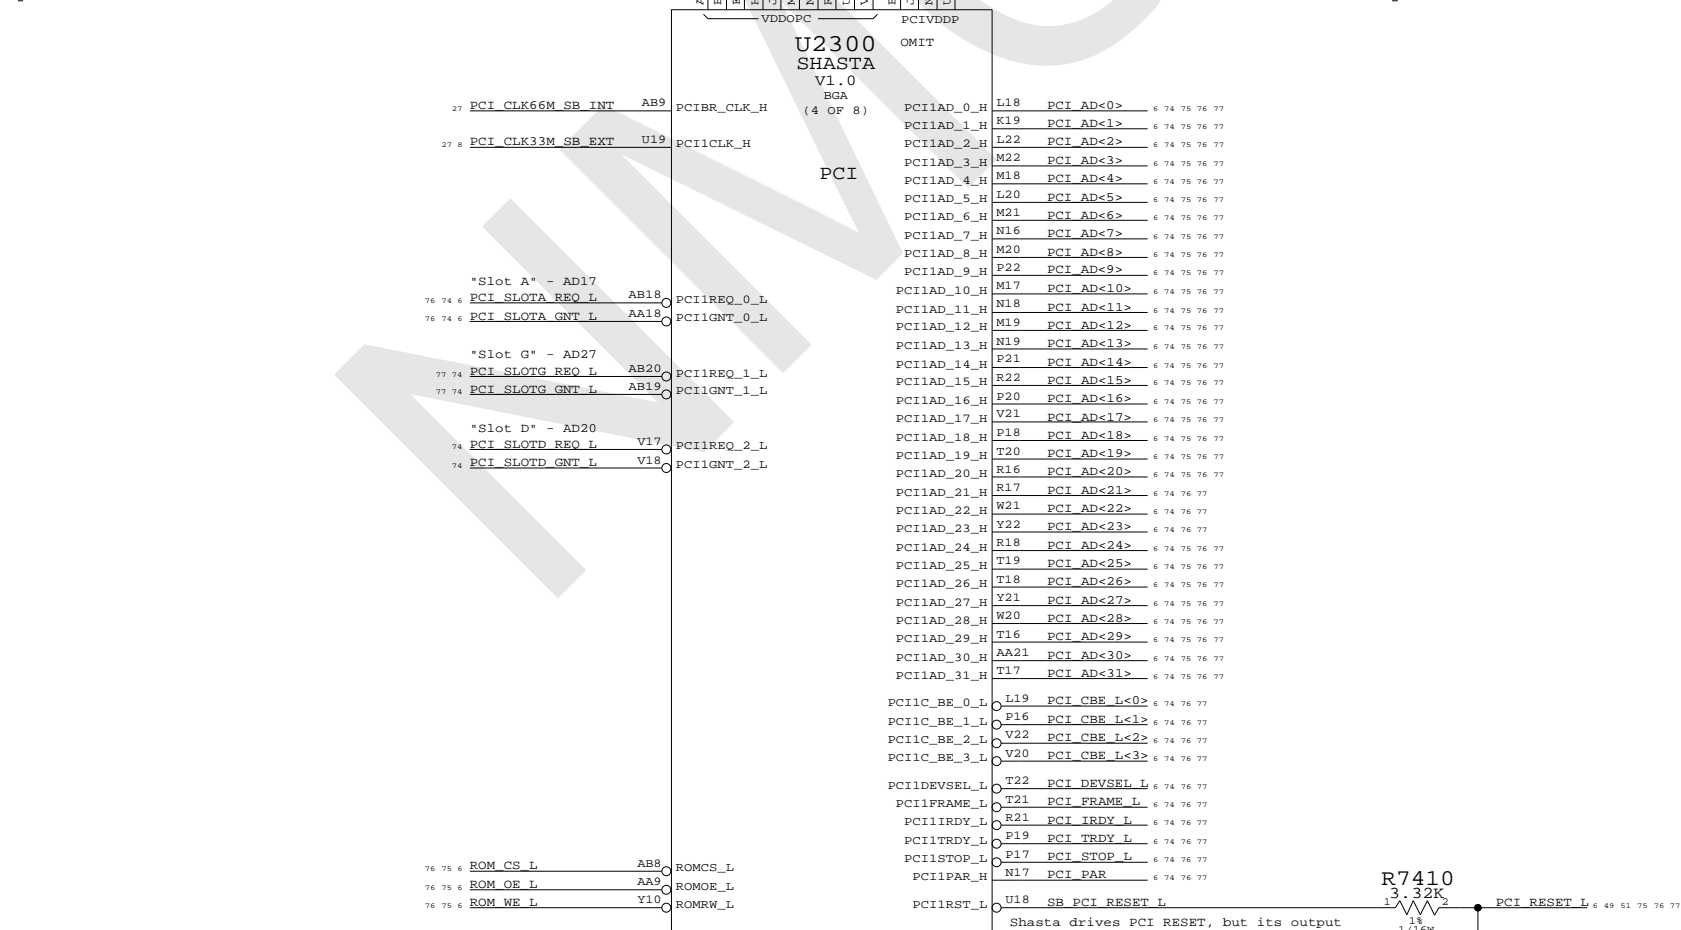 VDDOPC PCIVDDP
U2300 OMIT
SHASTA
V1.0
BGA
(4 OF 8)
PCI
27 PCI_CLK66M_SB_INT AB9 PCIBR_CLK_H
27 8 PCI_CLK33M_SB_EXT U19 PCI1CLK_H
"Slot A" - AD17
76 74 6 PCI_SLOTA_REQ_L AB18 PCI1REQ_0_L
76 74 6 PCI_SLOTA_GNT_L AA18 PCI1GNT_0_L
"Slot G" - AD27
77 74 PCI_SLOTG_REQ_L AB20 PCI1REQ_1_L
77 74 PCI_SLOTG_GNT_L AB19 PCI1GNT_1_L
"Slot D" - AD20
74 PCI_SLOTD_REQ_L V17 PCI1REQ_2_L
74 PCI_SLOTD_GNT_L V18 PCI1GNT_2_L
76 75 6 ROM_CS_L AB8 ROMCS_L
76 75 6 ROM_OE_L AA9 ROMOE_L
76 75 6 ROM_WE_L Y10 ROMRW_L
PCI1AD_0_H L18 PCI_AD<0> 6 74 75 76 77
PCI1AD_1_H K19 PCI_AD<1> 6 74 75 76 77
PCI1AD_2_H L22 PCI_AD<2> 6 74 75 76 77
PCI1AD_3_H M22 PCI_AD<3> 6 74 75 76 77
PCI1AD_4_H M18 PCI_AD<4> 6 74 75 76 77
PCI1AD_5_H L20 PCI_AD<5> 6 74 75 76 77
PCI1AD_6_H M21 PCI_AD<6> 6 74 75 76 77
PCI1AD_7_H N16 PCI_AD<7> 6 74 75 76 77
PCI1AD_8_H M20 PCI_AD<8> 6 74 75 76 77
PCI1AD_9_H P22 PCI_AD<9> 6 74 75 76 77
PCI1AD_10_H M17 PCI_AD<10> 6 74 75 76 77
PCI1AD_11_H N18 PCI_AD<11> 6 74 75 76 77
PCI1AD_12_H M19 PCI_AD<12> 6 74 75 76 77
PCI1AD_13_H N19 PCI_AD<13> 6 74 75 76 77
PCI1AD_14_H P21 PCI_AD<14> 6 74 75 76 77
PCI1AD_15_H R22 PCI_AD<15> 6 74 75 76 77
PCI1AD_16_H P20 PCI_AD<16> 6 74 75 76 77
PCI1AD_17_H V21 PCI_AD<17> 6 74 75 76 77
PCI1AD_18_H P18 PCI_AD<18> 6 74 75 76 77
PCI1AD_19_H T20 PCI_AD<19> 6 74 75 76 77
PCI1AD_20_H R16 PCI_AD<20> 6 74 75 76 77
PCI1AD_21_H R17 PCI_AD<21> 6 74 76 77
PCI1AD_22_H W21 PCI_AD<22> 6 74 76 77
PCI1AD_23_H Y22 PCI_AD<23> 6 74 76 77
PCI1AD_24_H R18 PCI_AD<24> 6 74 75 76 77
PCI1AD_25_H T19 PCI_AD<25> 6 74 75 76 77
PCI1AD_26_H T18 PCI_AD<26> 6 74 75 76 77
PCI1AD_27_H Y21 PCI_AD<27> 6 74 75 76 77
PCI1AD_28_H W20 PCI_AD<28> 6 74 75 76 77
PCI1AD_29_H T16 PCI_AD<29> 6 74 75 76 77
PCI1AD_30_H AA21 PCI_AD<30> 6 74 75 76 77
PCI1AD_31_H T17 PCI_AD<31> 6 74 75 76 77
PCI1C_BE_0_L L19 PCI_CBE_L<0> 6 74 76 77
PCI1C_BE_1_L P16 PCI_CBE_L<1> 6 74 76 77
PCI1C_BE_2_L V22 PCI_CBE_L<2> 6 74 76 77
PCI1C_BE_3_L V20 PCI_CBE_L<3> 6 74 76 77
PCI1DEVSEL_L T22 PCI_DEVSEL_L 6 74 76 77
PCI1FRAME_L T21 PCI_FRAME_L 6 74 76 77
PCI1IRDY_L R21 PCI_IRDY_L 6 74 76 77
PCI1TRDY_L P19 PCI_TRDY_L 6 74 76 77
PCI1STOP_L P17 PCI_STOP_L 6 74 76 77
PCI1PAR_H N17 PCI_PAR 6 74 76 77
R7410
3.32K
PCI1RST_L U18 SB_PCI_RESET_L 1 2 PCI_RESET_L 6 49 51 75 76 77
1%
1/16W
Shasta drives PCI RESET, but its output